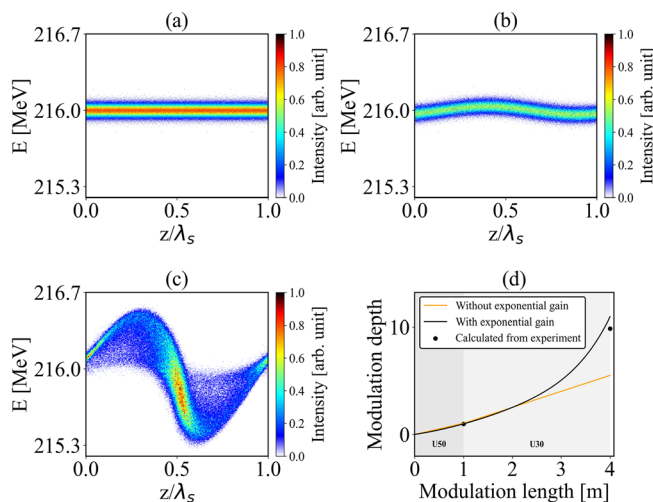 (a)
216.7
216.0
215.3
E [MeV]
0.0 0.5 1.0
z/λs
1.0
0.8
0.6
0.4
0.2
0.0
Intensity [arb. unit]
(b)
216.7
216.0
215.3
E [MeV]
0.0 0.5 1.0
z/λs
1.0
0.8
0.6
0.4
0.2
0.0
Intensity [arb. unit]
(c)
216.7
216.0
215.3
E [MeV]
0.0 0.5 1.0
z/λs
1.0
0.8
0.6
0.4
0.2
0.0
Intensity [arb. unit]
(d)
Without exponential gain
With exponential gain
Calculated from experiment
10
0
Modulation depth
U50 U30
0 1 2 3 4
Modulation length [m]